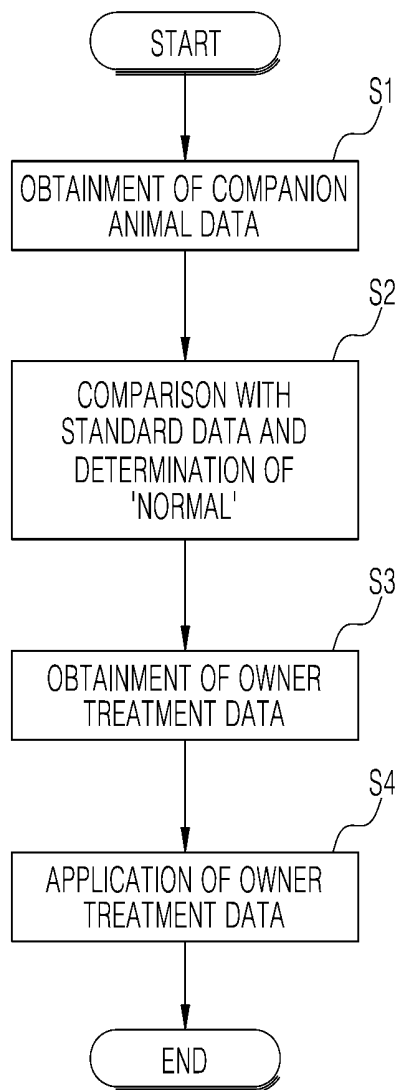 START
S1
OBTAINMENT OF COMPANION
ANIMAL DATA
S2
COMPARISON WITH
STANDARD DATA AND
DETERMINATION OF
'NORMAL'
S3
OBTAINMENT OF OWNER
TREATMENT DATA
S4
APPLICATION OF OWNER
TREATMENT DATA
END